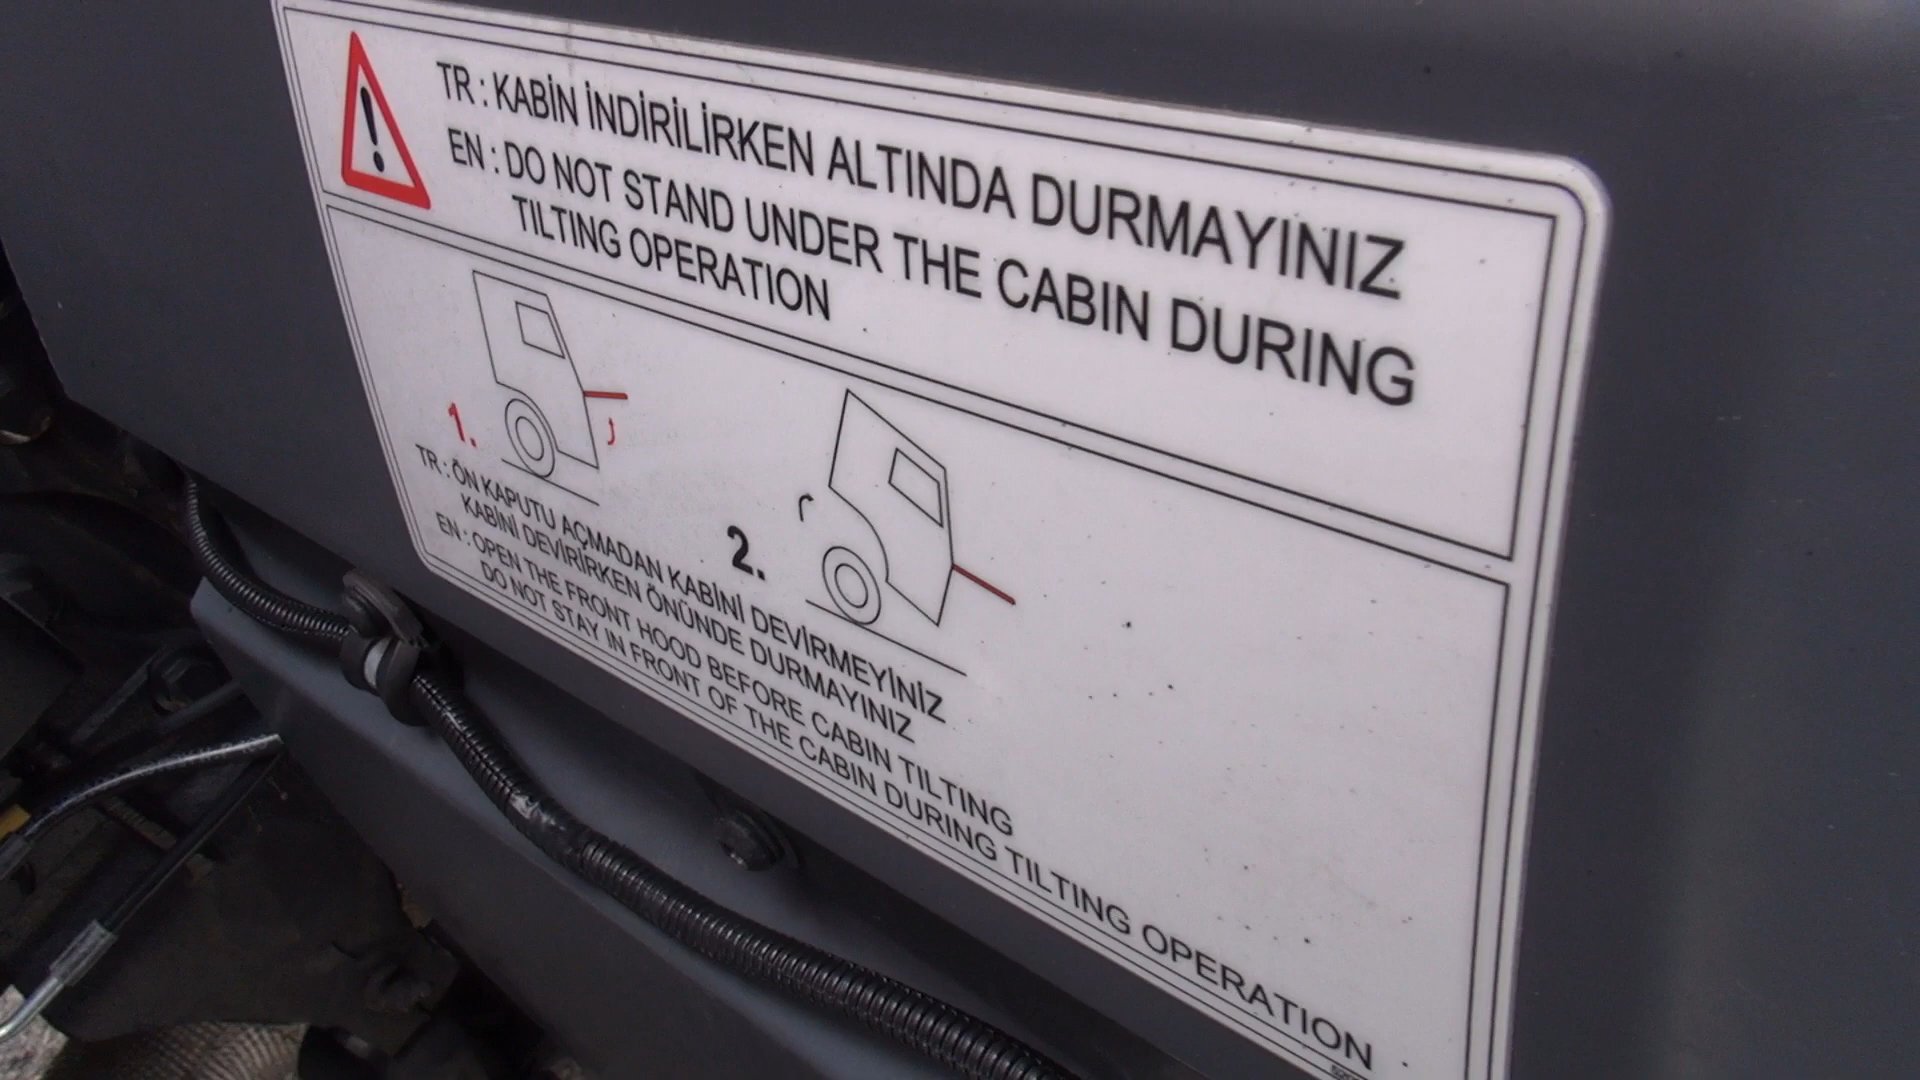 TR : KABİN İNDİRİLİRKEN ALTINDA DURMAYINIZ
EN : DO NOT STAND UNDER THE CABIN DURING
TILTING OPERATION
1.
2.
TR : ÖN KAPUTU AÇMADAN KABİNİ DEVİRMEYİNİZ
KABİNİ DEVİRİRKEN ÖNÜNDE DURMAYINIZ
EN : OPEN THE FRONT HOOD BEFORE CABIN TILTING
DO NOT STAY IN FRONT OF THE CABIN DURING TILTING OPERATION